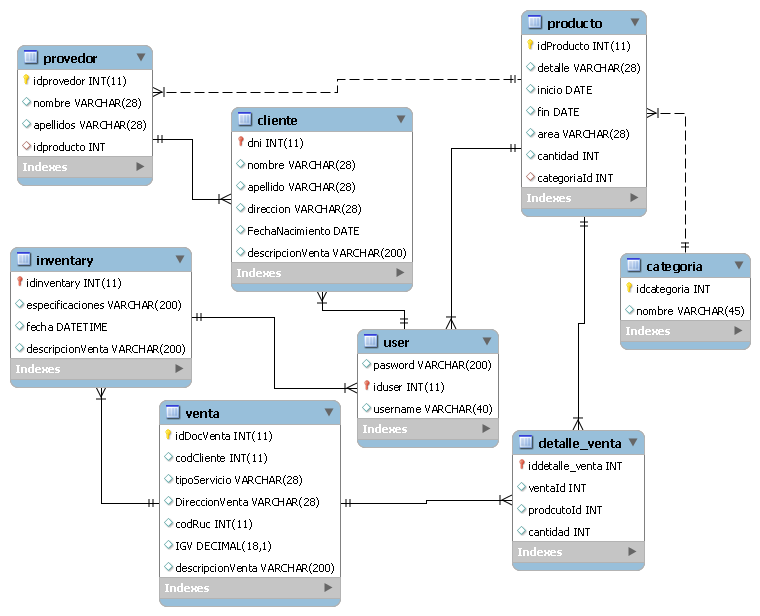 provedor
idprovedor INT(11)
nombre VARCHAR(28)
apellidos VARCHAR(28)
idproducto INT
Indexes
producto
idProducto INT(11)
detalle VARCHAR(28)
inicio DATE
fin DATE
area VARCHAR(28)
cantidad INT
categoriaId INT
Indexes
cliente
dni INT(11)
nombre VARCHAR(28)
apellido VARCHAR(28)
direccion VARCHAR(28)
FechaNacimiento DATE
descripcionVenta VARCHAR(200)
Indexes
inventary
idinventary INT(11)
especificaciones VARCHAR(200)
fecha DATETIME
descripcionVenta VARCHAR(200)
Indexes
categoria
idcategoria INT
nombre VARCHAR(45)
Indexes
user
pasword VARCHAR(200)
iduser INT(11)
username VARCHAR(40)
Indexes
venta
idDocVenta INT(11)
codCliente INT(11)
tipoServicio VARCHAR(28)
DireccionVenta VARCHAR(28)
codRuc INT(11)
IGV DECIMAL(18,1)
descripcionVenta VARCHAR(200)
Indexes
detalle_venta
iddetalle_venta INT
ventaId INT
prodcutoId INT
cantidad INT
Indexes